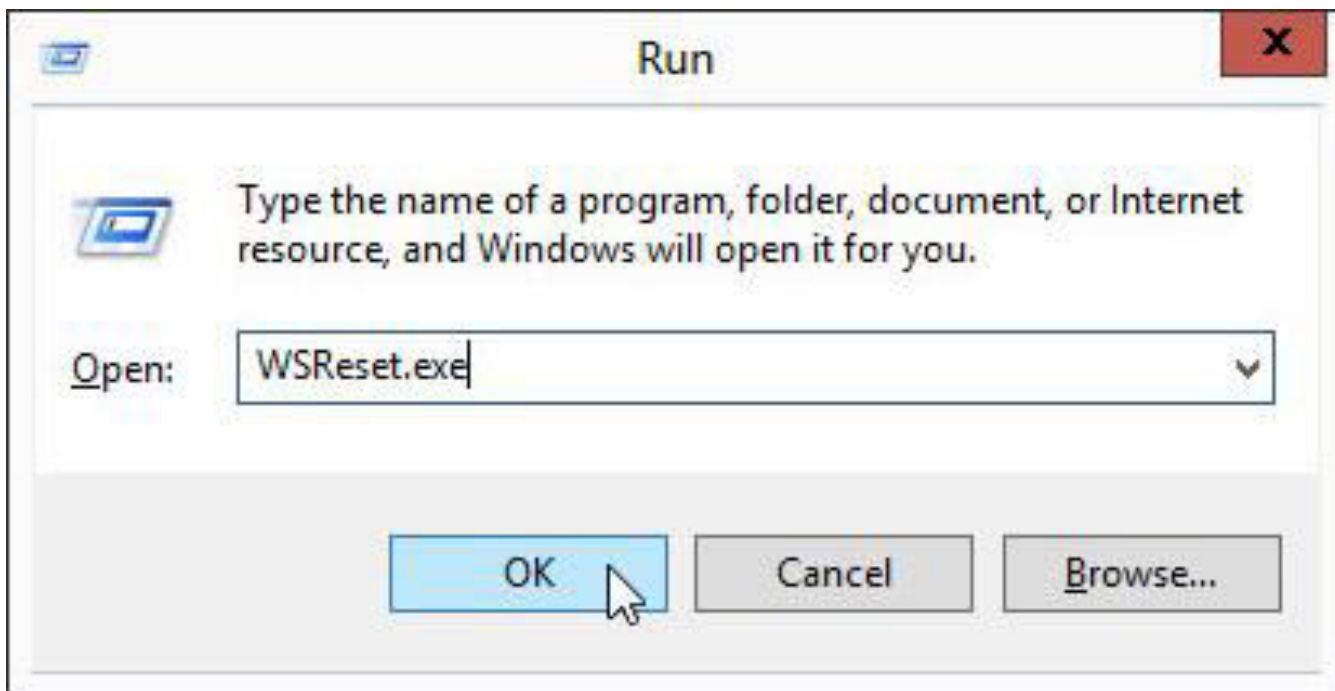 Run
x
Type the name of a program, folder, document, or Internet
resource, and Windows will open it for you.
Open: WSReset.exe
OK Cancel Browse...